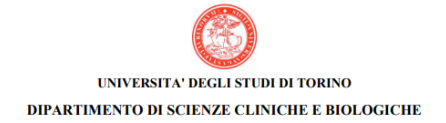 UNIVERSITA' DEGLI STUDI DI TORINO
DIPARTIMENTO DI SCIENZE CLINICHE E BIOLOGICHE